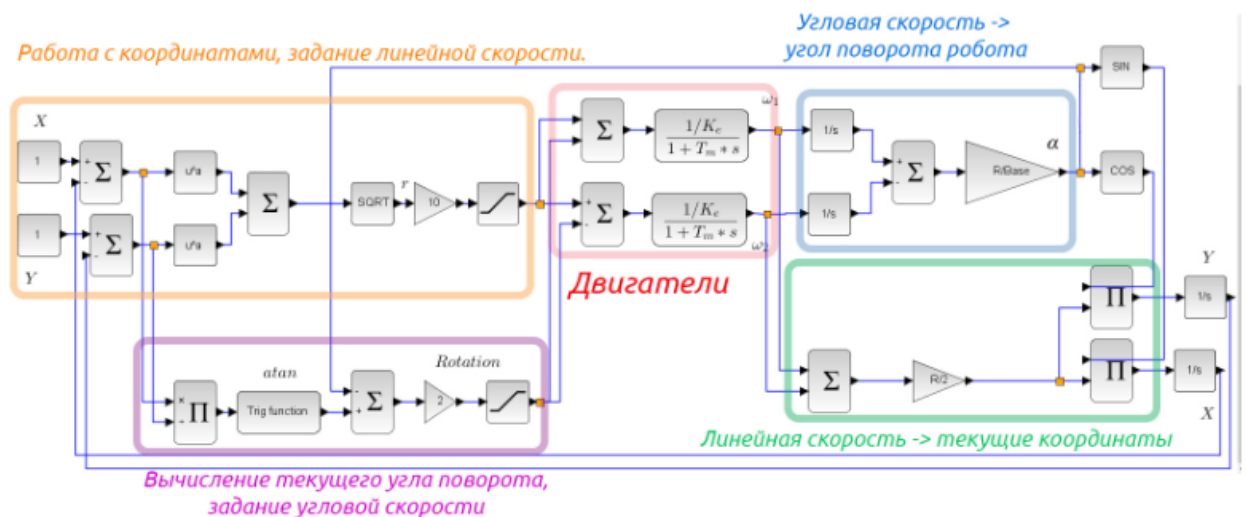 Угловая скорость ->
угол поворота робота
Работа с координатами, задание линейной скорости.
SIN
X
1
Σ
u^a
Σ
SQRT
r
10
Y
1
Σ
u^a
Σ
1/K_e
1 + T_m * s
ω₁
Σ
1/K_e
1 + T_m * s
ω₂
Двигатели
1/s
1/s
Σ
R/Base
α
COS
Π
Y
1/s
Σ
R/2
Π
1/s
X
Линейная скорость -> текущие координаты
atan
Rotation
Π
Trig function
Σ
2
Вычисление текущего угла поворота,
задание угловой скорости